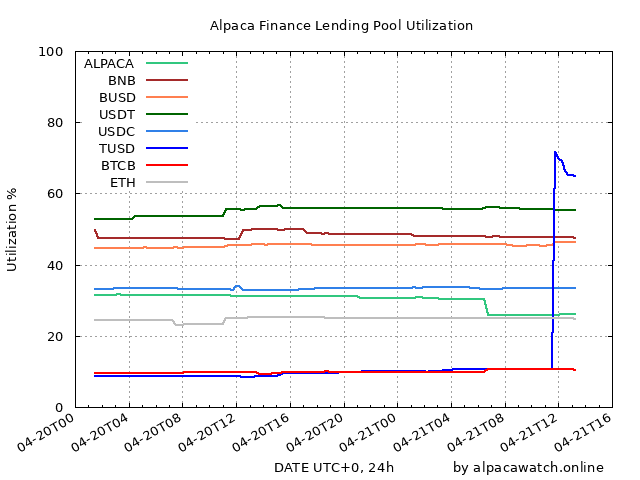 Alpaca Finance Lending Pool Utilization
100
80
60
40
20
0
Utilization %
ALPACA
BNB
BUSD
USDT
USDC
TUSD
BTCB
ETH
04-20T00
04-20T04
04-20T08
04-20T12
04-20T16
04-20T20
04-21T00
04-21T04
04-21T08
04-21T12
04-21T16
DATE UTC+0, 24h
by alpacawatch.online